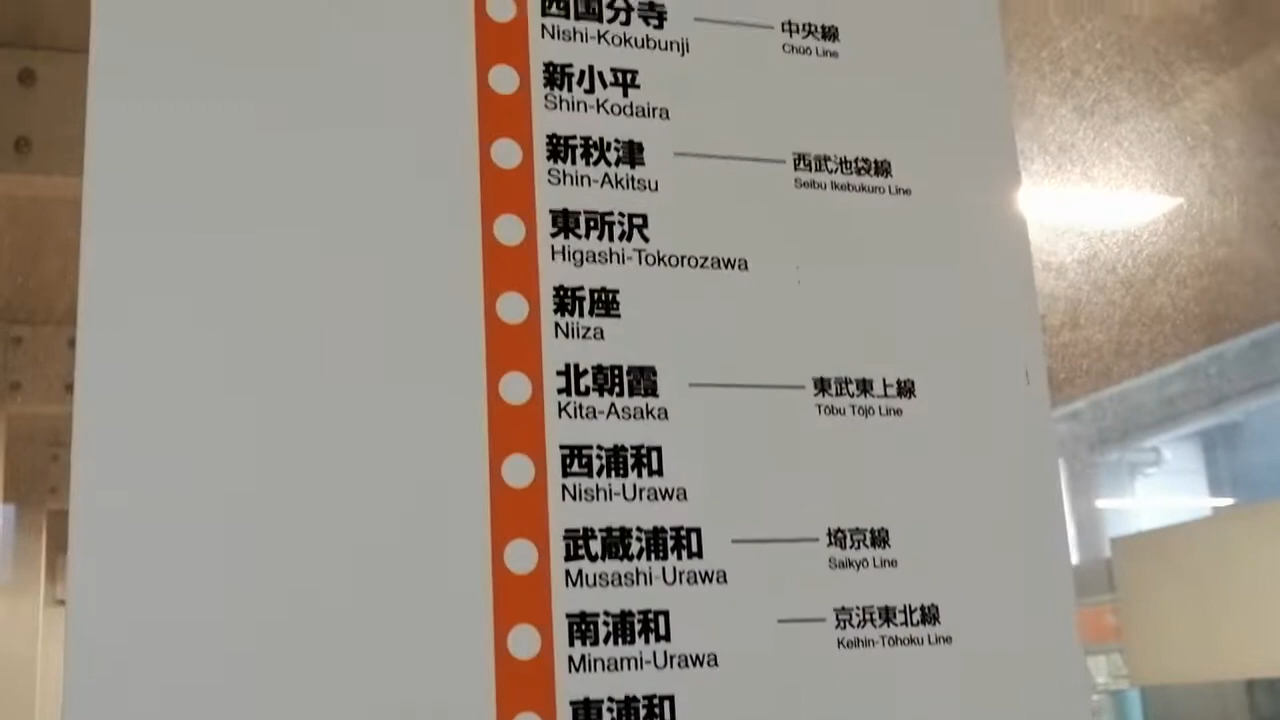 西国分寺 中央線
Nishi-Kokubunji Chūō Line
新小平
Shin-Kodaira
新秋津 西武池袋線
Shin-Akitsu Seibu Ikebukuro Line
東所沢
Higashi-Tokorozawa
新座
Niiza
北朝霞 東武東上線
Kita-Asaka Tōbu Tōjō Line
西浦和
Nishi-Urawa
武蔵浦和 埼京線
Musashi-Urawa Saikyō Line
南浦和 京浜東北線
Minami-Urawa Keihin-Tōhoku Line
東浦和